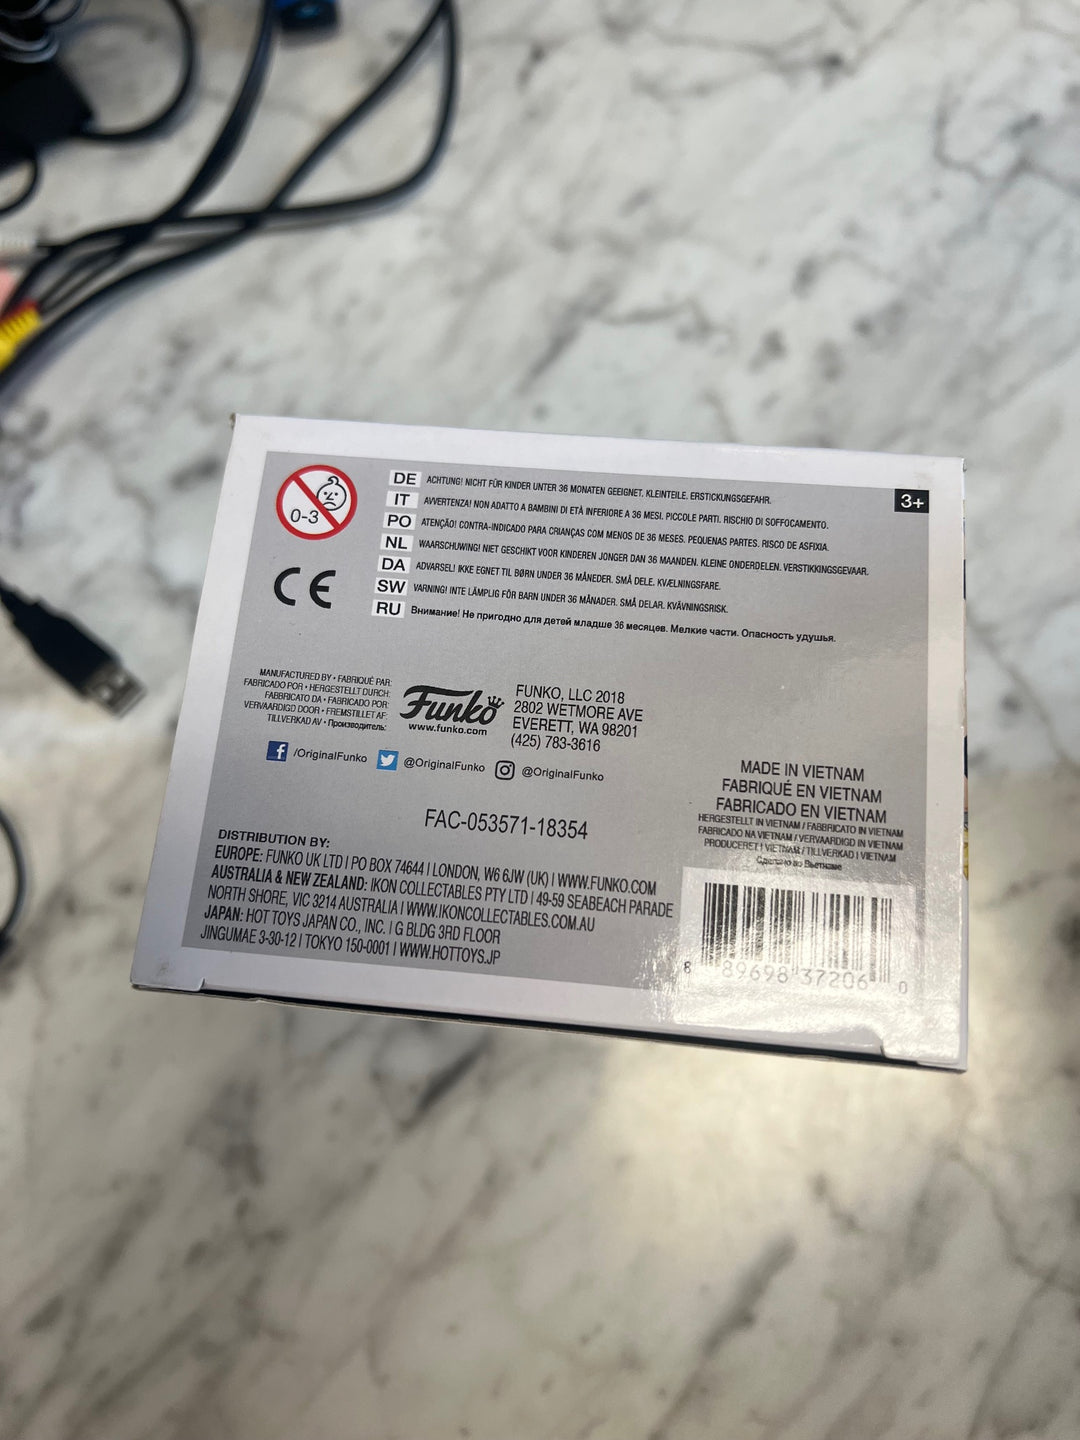 0-3
DE ACHTUNG! NICHT FÜR KINDER UNTER 36 MONATEN GEEIGNET. KLEINTEILE. ERSTICKUNGSGEFAHR.
IT AVVERTENZA! NON ADATTO A BAMBINI DI ETÀ INFERIORE A 36 MESI. PICCOLE PARTI. RISCHIO DI SOFFOCAMENTO.
PO ATENÇÃO! CONTRA-INDICADO PARA CRIANÇAS COM MENOS DE 36 MESES. PEQUENAS PARTES. RISCO DE ASFIXIA.
NL WAARSCHUWING! NIET GESCHIKT VOOR KINDEREN JONGER DAN 36 MAANDEN. KLEINE ONDERDELEN. VERSTIKKINGSGEVAAR.
DA ADVARSEL! IKKE EGNET TIL BØRN UNDER 36 MÅNEDER. SMÅ DELE. KVÆLNINGSFARE.
SW VARNING! INTE LÄMPLIG FÖR BARN UNDER 36 MÅNADER. SMÅ DELAR. KVÄVNINGSRISK.
RU Внимание! Не пригодно для детей младше 36 месяцев. Мелкие части. Опасность удушья.
3+
CE
MANUFACTURED BY • FABRIQUÉ PAR:
FABRICADO POR • HERGESTELLT DURCH:
FABBRICATO DA • FABRICADO POR:
VERVAARDIGD DOOR • FREMSTILLET AF:
TILLVERKAD AV • Производитель:
Funko
www.funko.com
FUNKO, LLC 2018
2802 WETMORE AVE
EVERETT, WA 98201
(425) 783-3616
f /OriginalFunko @OriginalFunko @OriginalFunko
FAC-053571-18354
MADE IN VIETNAM
FABRIQUÉ EN VIETNAM
FABRICADO EN VIETNAM
HERGESTELLT IN VIETNAM / FABBRICATO IN VIETNAM
FABRICADO NA VIETNAM / VERVAARDIGD IN VIETNAM
PRODUCERET I VIETNAM / TILLVERKAD I VIETNAM
Сделано во Вьетнаме
DISTRIBUTION BY:
EUROPE: FUNKO UK LTD | PO BOX 74644 | LONDON, W6 6JW (UK) | WWW.FUNKO.COM
AUSTRALIA & NEW ZEALAND: IKON COLLECTABLES PTY LTD | 49-59 SEABEACH PARADE
NORTH SHORE, VIC 3214 AUSTRALIA | WWW.IKONCOLLECTABLES.COM.AU
JAPAN: HOT TOYS JAPAN CO., INC. | G BLDG 3RD FLOOR
JINGUMAE 3-30-12 | TOKYO 150-0001 | WWW.HOTTOYS.JP
8 89698 37206 0